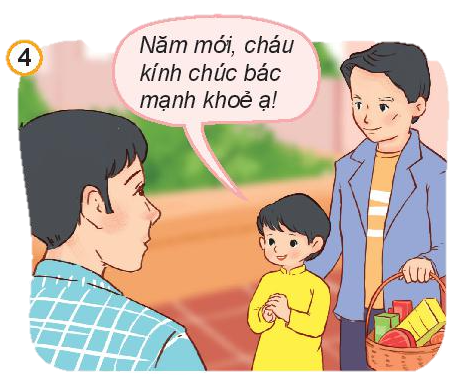 4
Năm mới, cháu
kính chúc bác
mạnh khoẻ ạ!